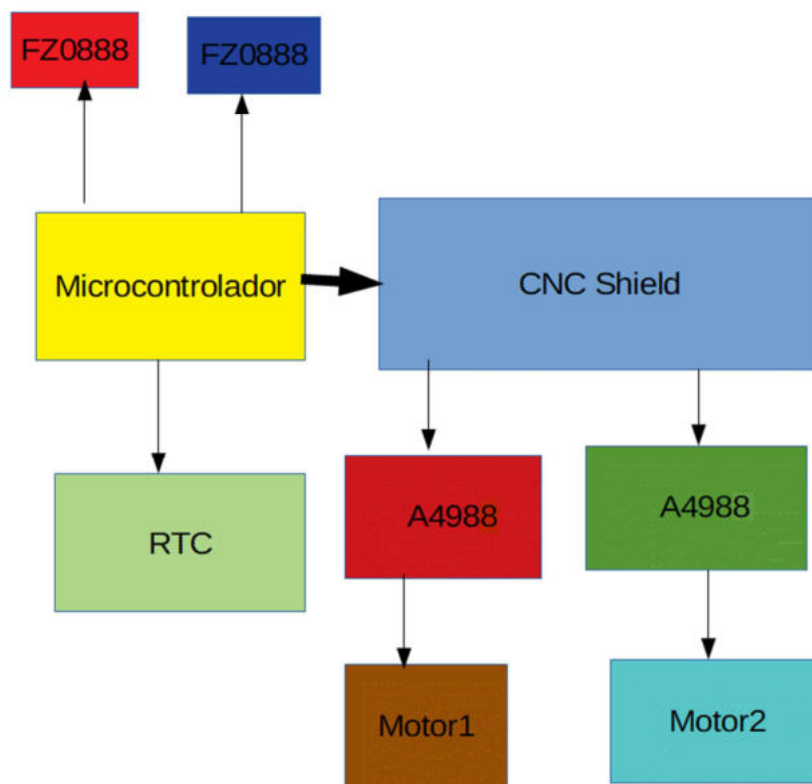 FZ0888
FZ0888
Microcontrolador
CNC Shield
RTC
A4988
A4988
Motor1
Motor2